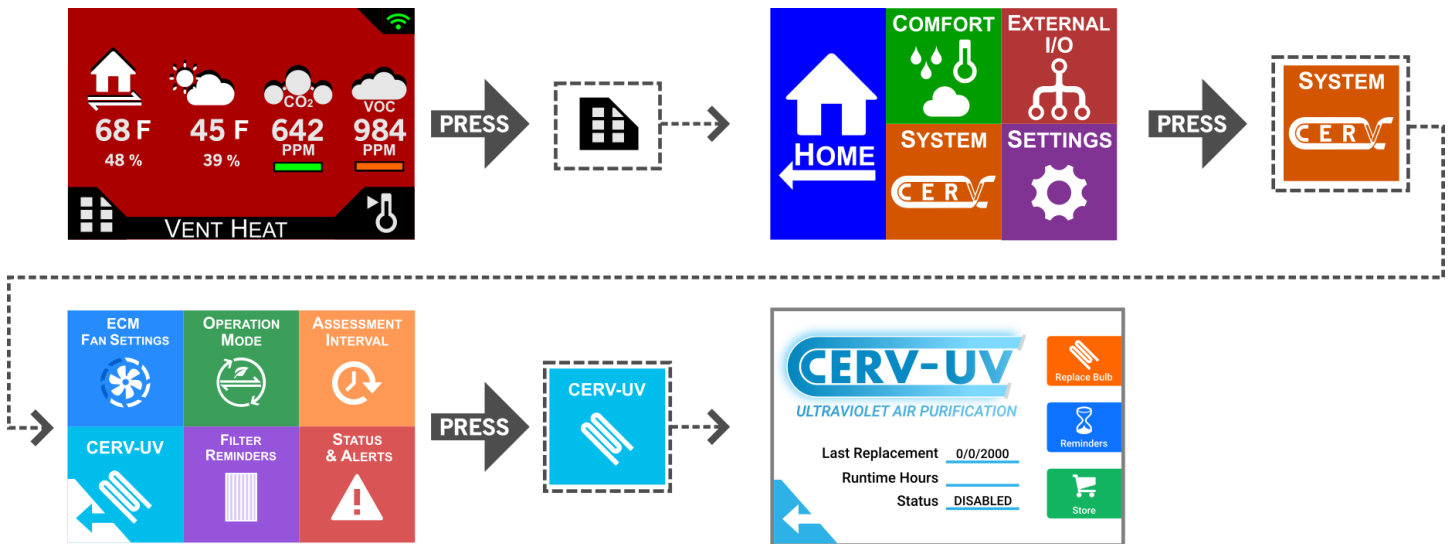 CO₂
VOC
68 F
45 F
642
984
PPM
PPM
48 %
39 %
VENT HEAT
PRESS
HOME
COMFORT
EXTERNAL
I/O
SYSTEM
CERV
SETTINGS
PRESS
SYSTEM
CERV
ECM
FAN SETTINGS
OPERATION
MODE
ASSESSMENT
INTERVAL
CERV-UV
FILTER
REMINDERS
STATUS
& ALERTS
PRESS
CERV-UV
CERV-UV
ULTRAVIOLET AIR PURIFICATION
Last Replacement 0/0/2000
Runtime Hours
Status DISABLED
Replace Bulb
Reminders
Store